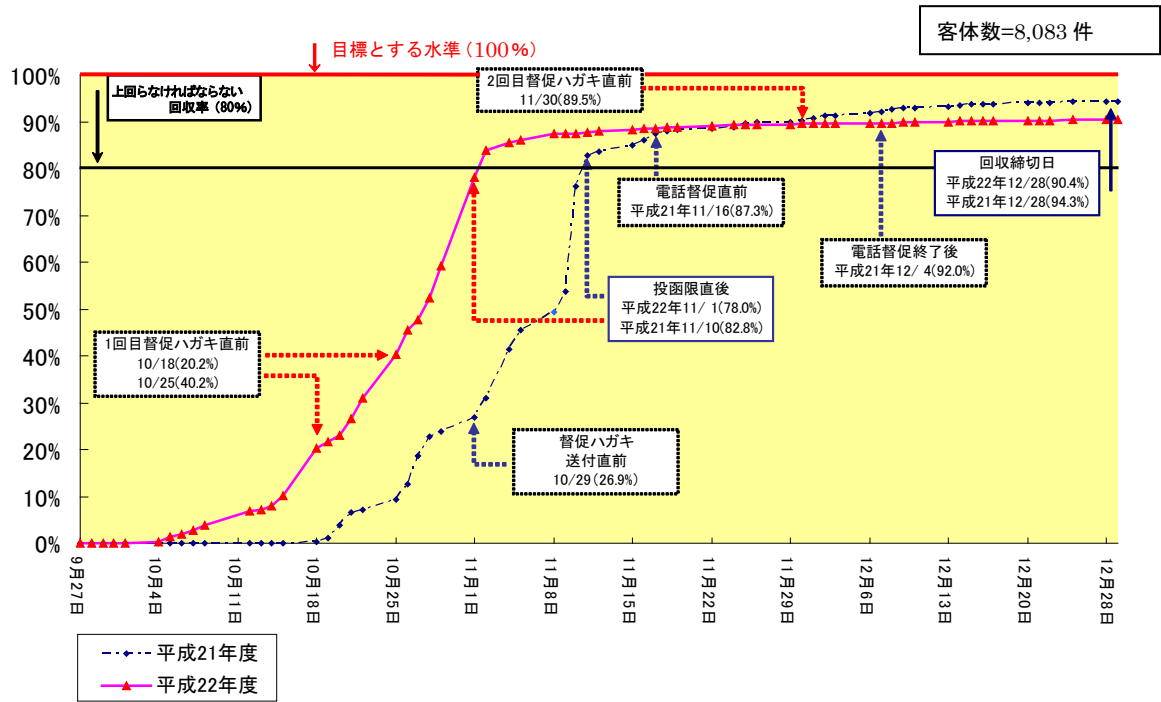 客体数=8,083 件
目標とする水準(100%)
100%
90%
80%
70%
60%
50%
40%
30%
20%
10%
0%
上回らなければならない
回収率(80%)
2回目督促ハガキ直前
11/30(89.5%)
電話督促直前
平成21年11/16(87.3%)
回収締切日
平成22年12/28(90.4%)
平成21年12/28(94.3%)
電話督促終了後
平成21年12/ 4(92.0%)
投函限直後
平成22年11/ 1(78.0%)
平成21年11/10(82.8%)
1回目督促ハガキ直前
10/18(20.2%)
10/25(40.2%)
督促ハガキ
送付直前
10/29(26.9%)
9月27日
10月4日
10月11日
10月18日
10月25日
11月1日
11月8日
11月15日
11月22日
11月29日
12月6日
12月13日
12月20日
12月28日
平成21年度
平成22年度